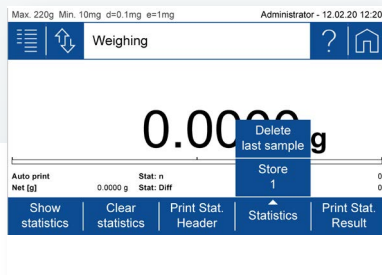 Max. 220g Min. 10mg d=0.1mg e=1mg Administrator - 12.02.20 12:20
Weighing ?
0.00 g
Delete
last sample
Store
1
Auto print Stat: n 0
Net [g] 0.0000 g Stat: Diff 0
Show
statistics
Clear
statistics
Print Stat.
Header
Statistics
Print Stat.
Result